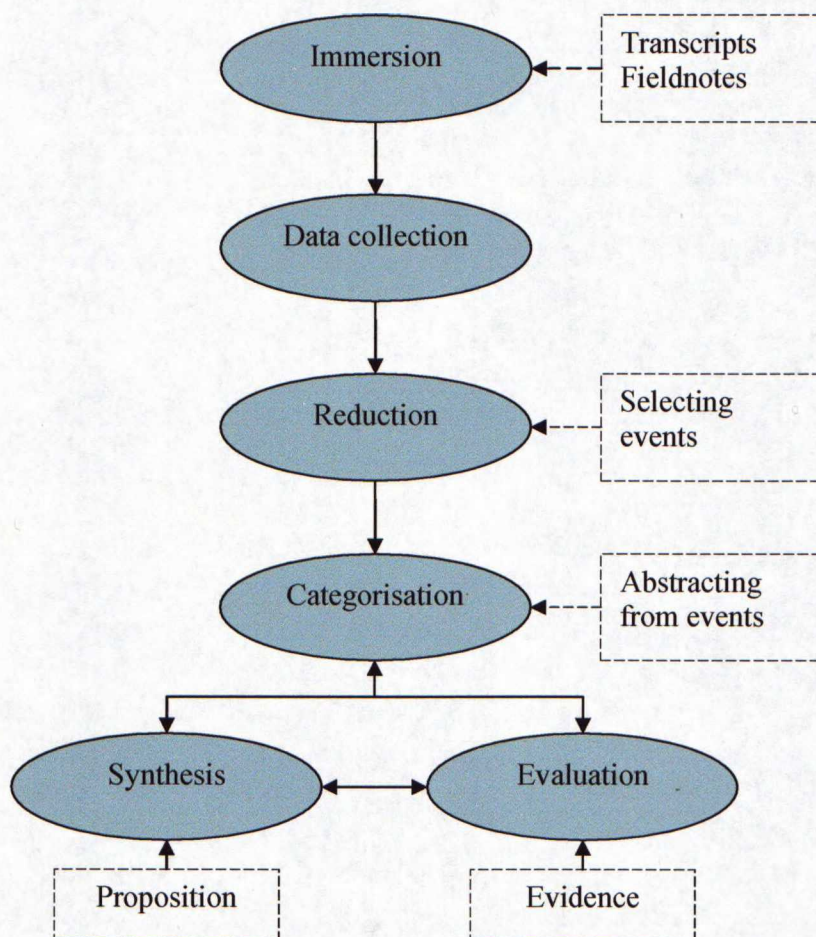 Immersion
Transcripts
Fieldnotes
Data collection
Reduction
Selecting
events
Categorisation
Abstracting
from events
Synthesis
Evaluation
Proposition
Evidence